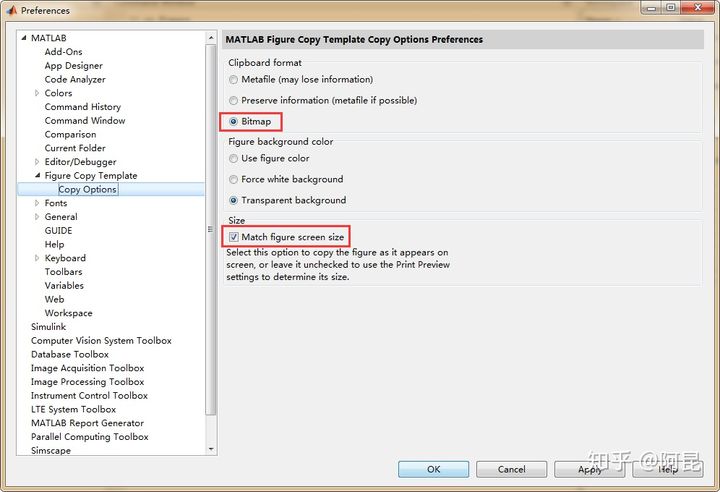 Preferences
MATLAB
Add-Ons
App Designer
Code Analyzer
Colors
Command History
Command Window
Comparison
Current Folder
Editor/Debugger
Figure Copy Template
Copy Options
Fonts
General
GUIDE
Help
Keyboard
Toolbars
Variables
Web
Workspace
Simulink
Computer Vision System Toolbox
Database Toolbox
Image Acquisition Toolbox
Image Processing Toolbox
Instrument Control Toolbox
LTE System Toolbox
MATLAB Report Generator
Parallel Computing Toolbox
Simscape
MATLAB Figure Copy Template Copy Options Preferences
Clipboard format
Metafile (may lose information)
Preserve information (metafile if possible)
Bitmap
Figure background color
Use figure color
Force white background
Transparent background
Size
Match figure screen size
Select this option to copy the figure as it appears on
screen, or leave it unchecked to use the Print Preview
settings to determine its size.
OK
Cancel
Apply
Help
知乎 @阿昆